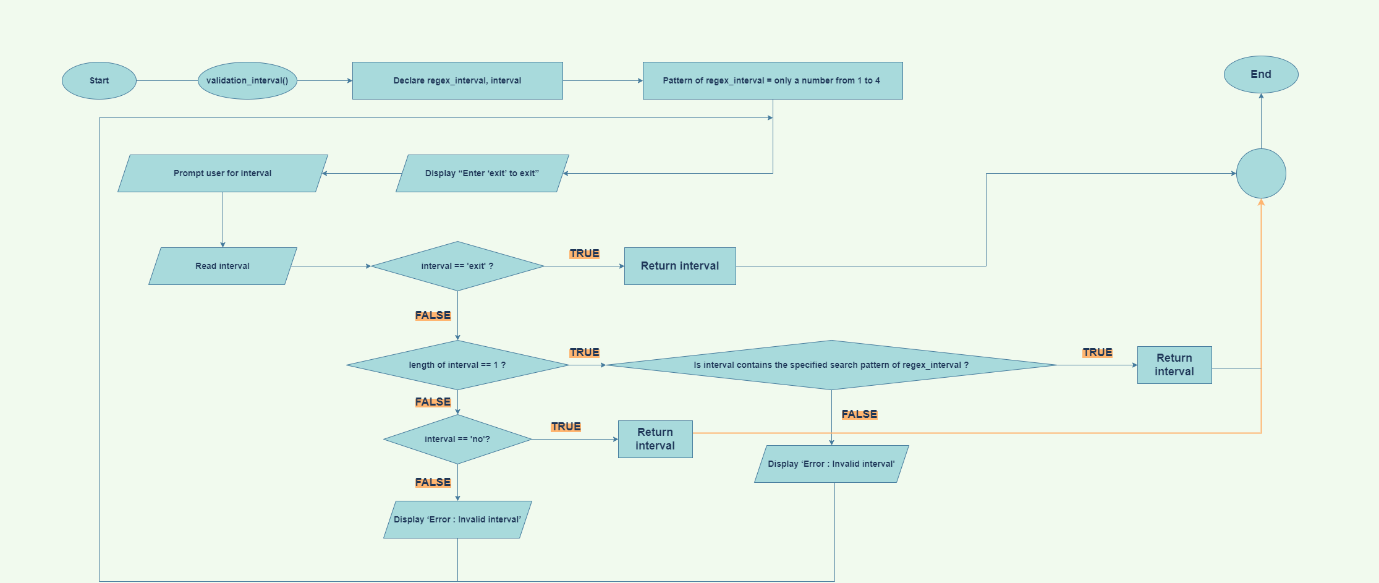 Start
validation_interval()
Declare regex_interval, interval
Pattern of regex_interval = only a number from 1 to 4
End
Prompt user for interval
Display “Enter ‘exit’ to exit”
Read interval
interval == 'exit' ?
TRUE
Return interval
FALSE
length of interval == 1 ?
TRUE
Is interval contains the specified search pattern of regex_interval ?
TRUE
Return
interval
FALSE
FALSE
interval == 'no'?
TRUE
Return
interval
Display ‘Error : Invalid interval’
FALSE
Display ‘Error : Invalid interval’